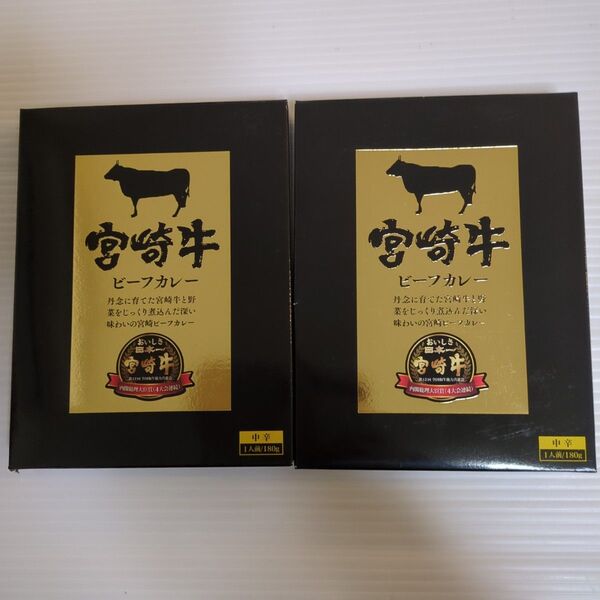 宮崎牛
ビーフカレー
丹念に育てた宮崎牛と野
菜をじっくり煮込んだ深い
味わいの宮崎ビーフカレー
おいしさ
日本一
宮崎牛
内閣総理大臣賞(4大会連続)
中辛
1人前/180g
宮崎牛
ビーフカレー
丹念に育てた宮崎牛と野
菜をじっくり煮込んだ深い
味わいの宮崎ビーフカレー
おいしさ
日本一
宮崎牛
内閣総理大臣賞(4大会連続)
中辛
1人前/180g